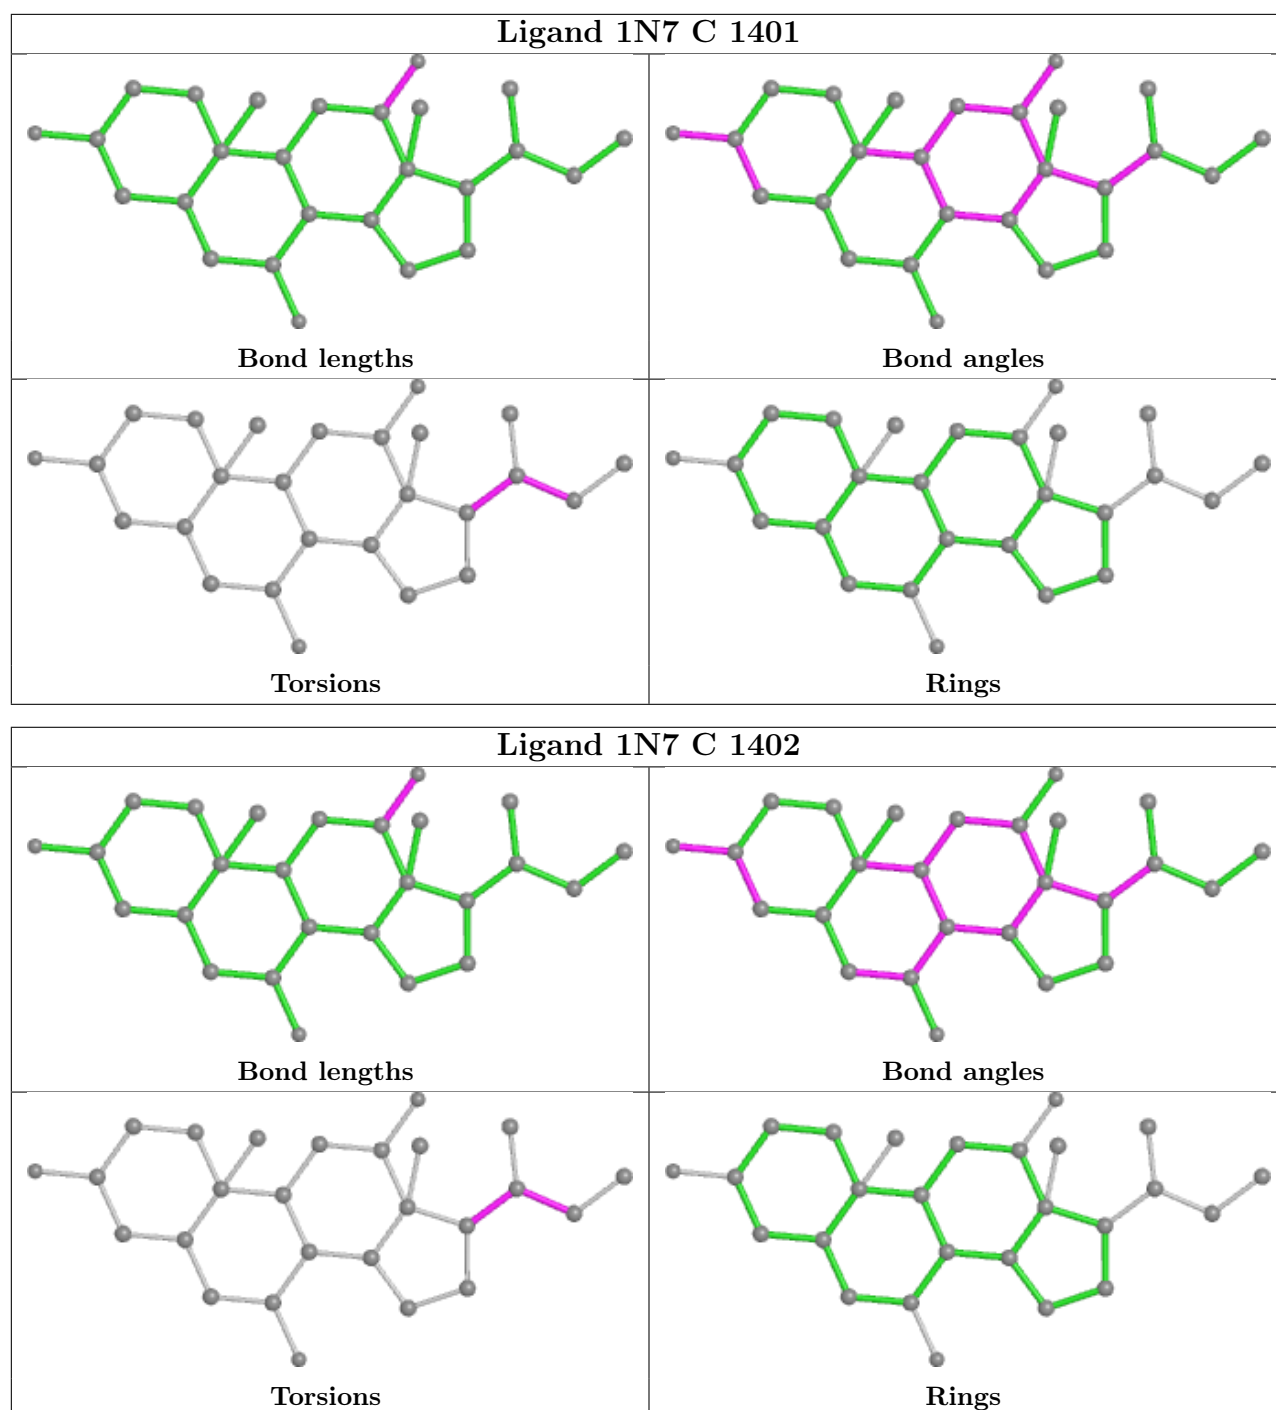 Ligand 1N7 C 1401
Bond lengths
Bond angles
Torsions
Rings
Ligand 1N7 C 1402
Bond lengths
Bond angles
Torsions
Rings